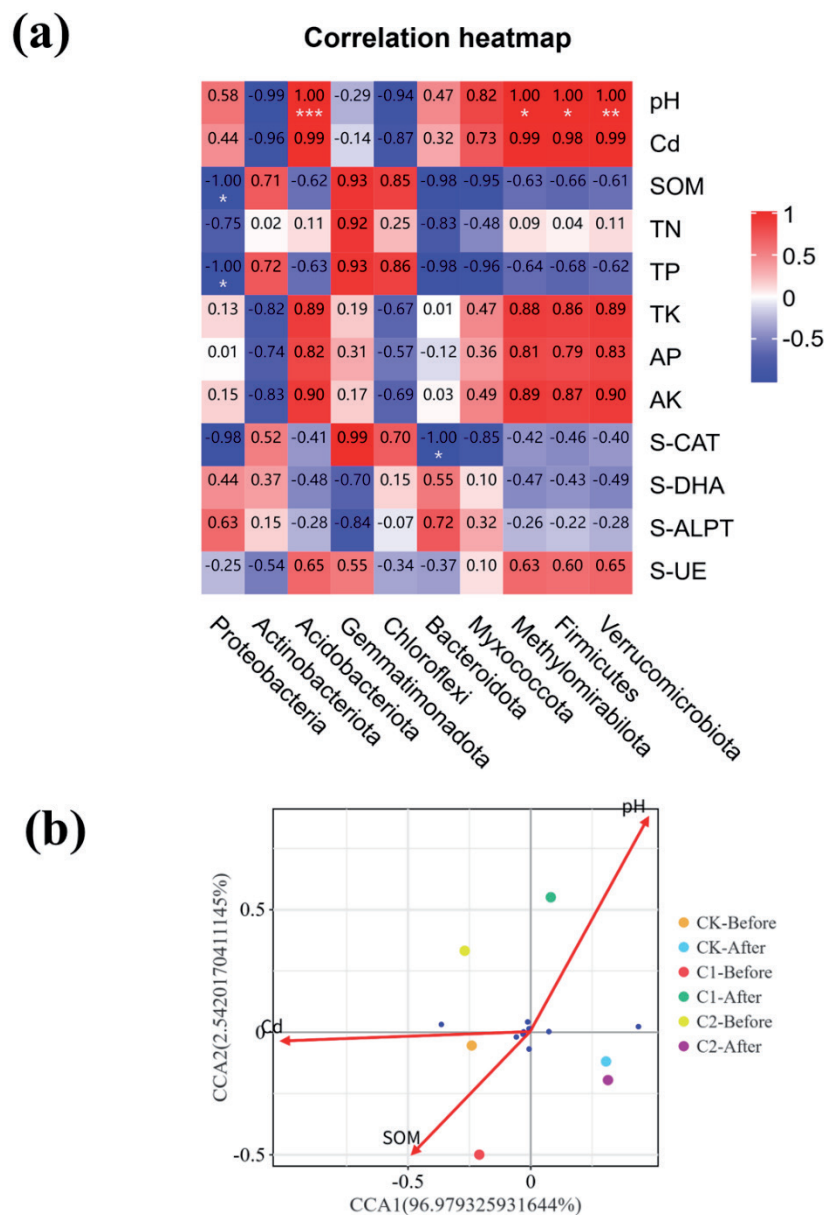 (a)
Correlation heatmap
0.58 -0.99 1.00 -0.29 -0.94 0.47 0.82 1.00 1.00 1.00 pH
*** * * **
0.44 -0.96 0.99 -0.14 -0.87 0.32 0.73 0.99 0.98 0.99 Cd
-1.00 0.71 -0.62 0.93 0.85 -0.98 -0.95 -0.63 -0.66 -0.61 SOM
*
-0.75 0.02 0.11 0.92 0.25 -0.83 -0.48 0.09 0.04 0.11 TN
-1.00 0.72 -0.63 0.93 0.86 -0.98 -0.96 -0.64 -0.68 -0.62 TP
*
0.13 -0.82 0.89 0.19 -0.67 0.01 0.47 0.88 0.86 0.89 TK
0.01 -0.74 0.82 0.31 -0.57 -0.12 0.36 0.81 0.79 0.83 AP
0.15 -0.83 0.90 0.17 -0.69 0.03 0.49 0.89 0.87 0.90 AK
-0.98 0.52 -0.41 0.99 0.70 -1.00 -0.85 -0.42 -0.46 -0.40 S-CAT
*
0.44 0.37 -0.48 -0.70 0.15 0.55 0.10 -0.47 -0.43 -0.49 S-DHA
0.63 0.15 -0.28 -0.84 -0.07 0.72 0.32 -0.26 -0.22 -0.28 S-ALPT
-0.25 -0.54 0.65 0.55 -0.34 -0.37 0.10 0.63 0.60 0.65 S-UE
1
0.5
0
-0.5
Proteobacteria
Actinobacteriota
Acidobacteriota
Gemmatimonadota
Chloroflexi
Bacteroidota
Myxococcota
Methylomirabilota
Firmicutes
Verrucomicrobiota
(b)
CCA2(2.5420170411145%)
0.5
0
-0.5
pH
Cd
SOM
-0.5 0
CCA1(96.979325931644%)
CK-Before
CK-After
C1-Before
C1-After
C2-Before
C2-After